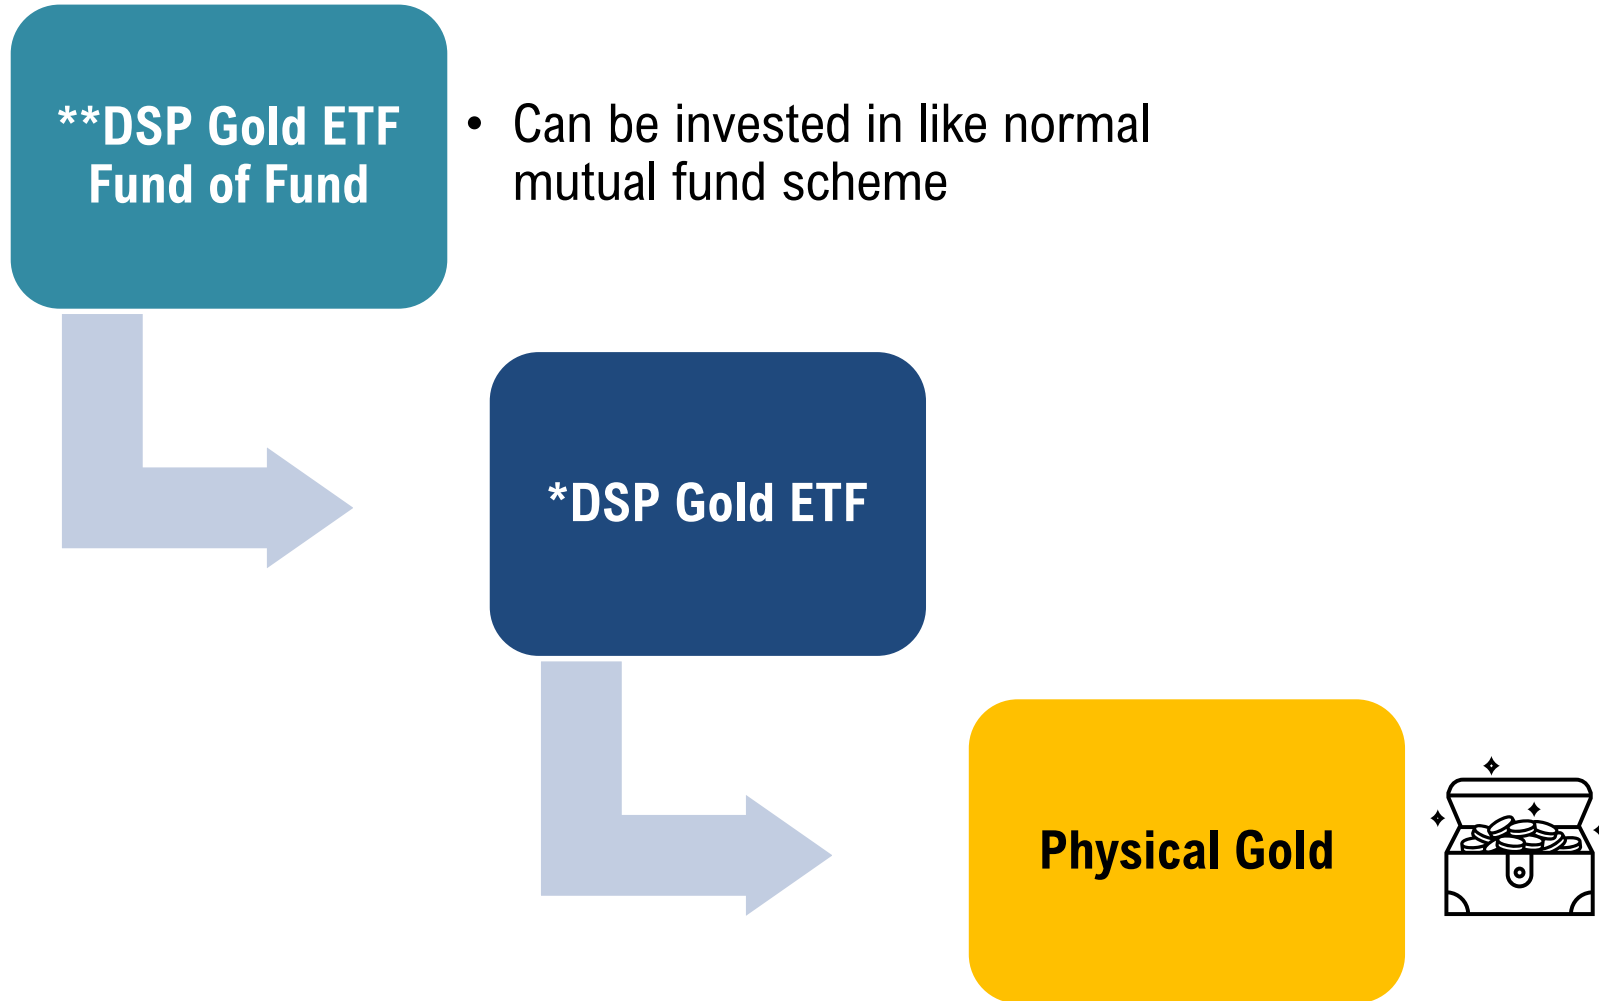 **DSP Gold ETF
Fund of Fund
• Can be invested in like normal
mutual fund scheme
*DSP Gold ETF
Physical Gold